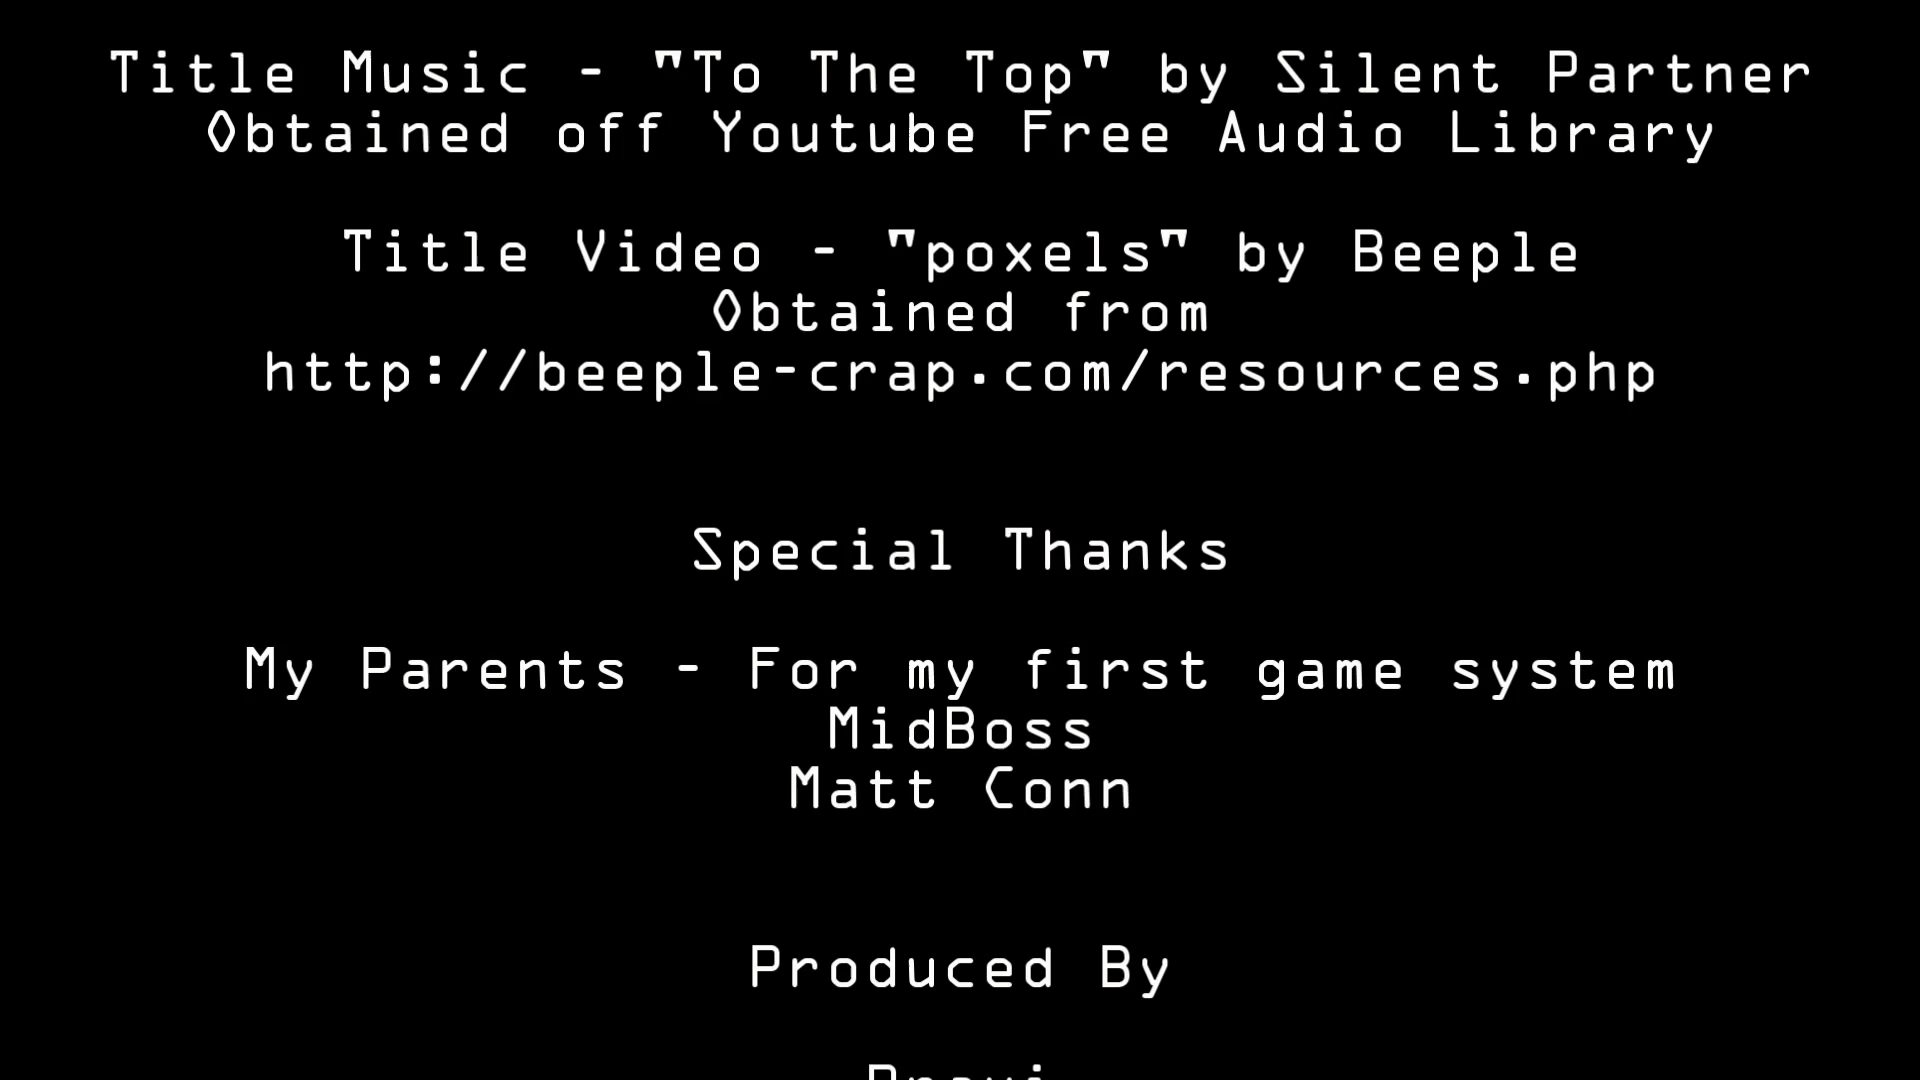 Title Music - "To The Top" by Silent Partner
Obtained off Youtube Free Audio Library
Title Video - "poxels" by Beeple
Obtained from
http://beeple-crap.com/resources.php
Special Thanks
My Parents - For my first game system
MidBoss
Matt Conn
Produced By